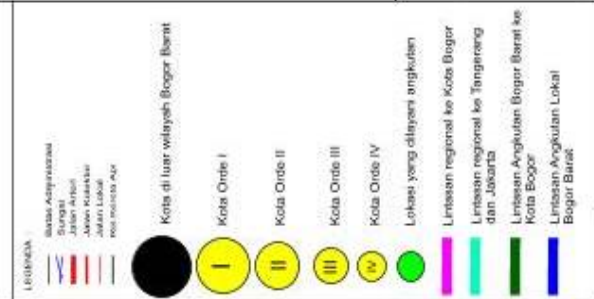 LEGENDA :
Batas Administrasi
Sungai
Jalan Arteri
Jalan Kolektor
Jalan Lokal
Rel Kereta Api
Kota di luar wilayah Bogor Barat
I
Kota Orde I
II
Kota Orde II
III
Kota Orde III
IV
Kota Orde IV
Lokasi yang dilayani angkutan
Lintasan regional ke Kota Bogor
Lintasan regional ke Tangerang
dan Jakarta
Lintasan Angkutan Bogor Barat ke
Kota Bogor
Lintasan Angkutan Lokal
Bogor Barat